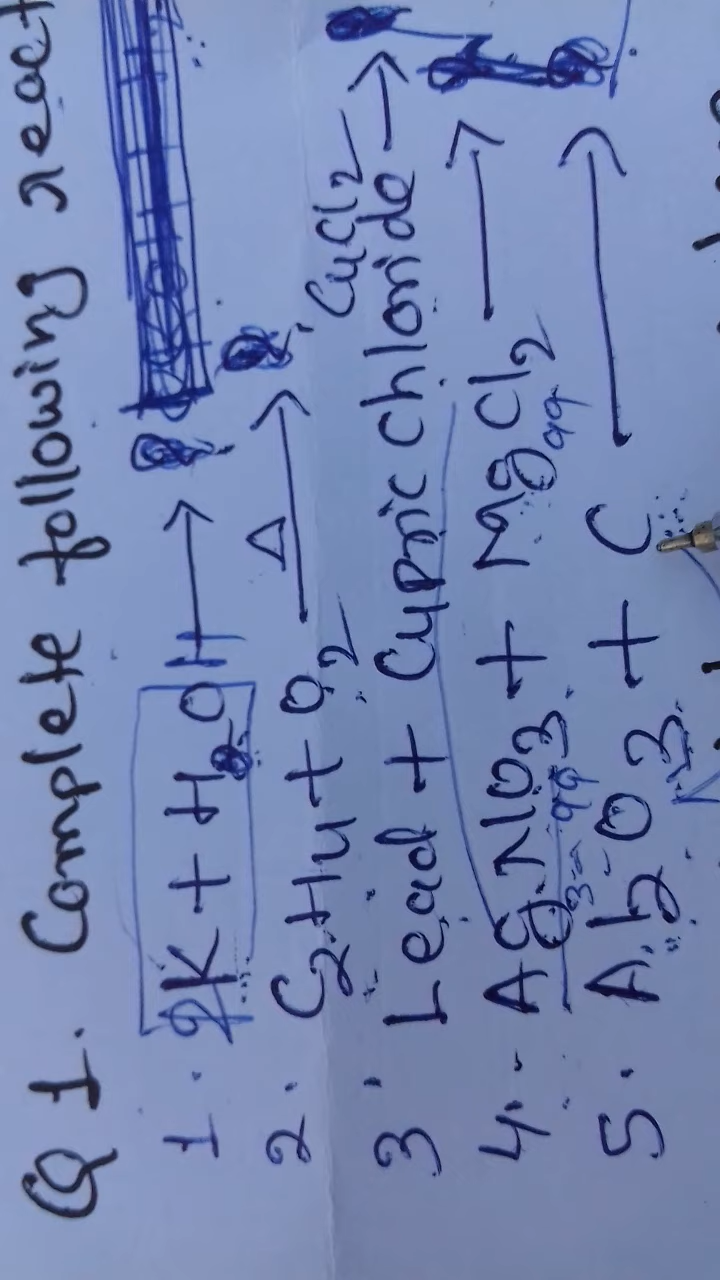 Q 1. Complete following react
1. 2K + H2O →
2. C2H4 + O2 Δ→
CuCl2
3. Lead + Cupric Chloride →
4. AgNO3 aq + MgCl2 aq →
5. Al2O3 + C →